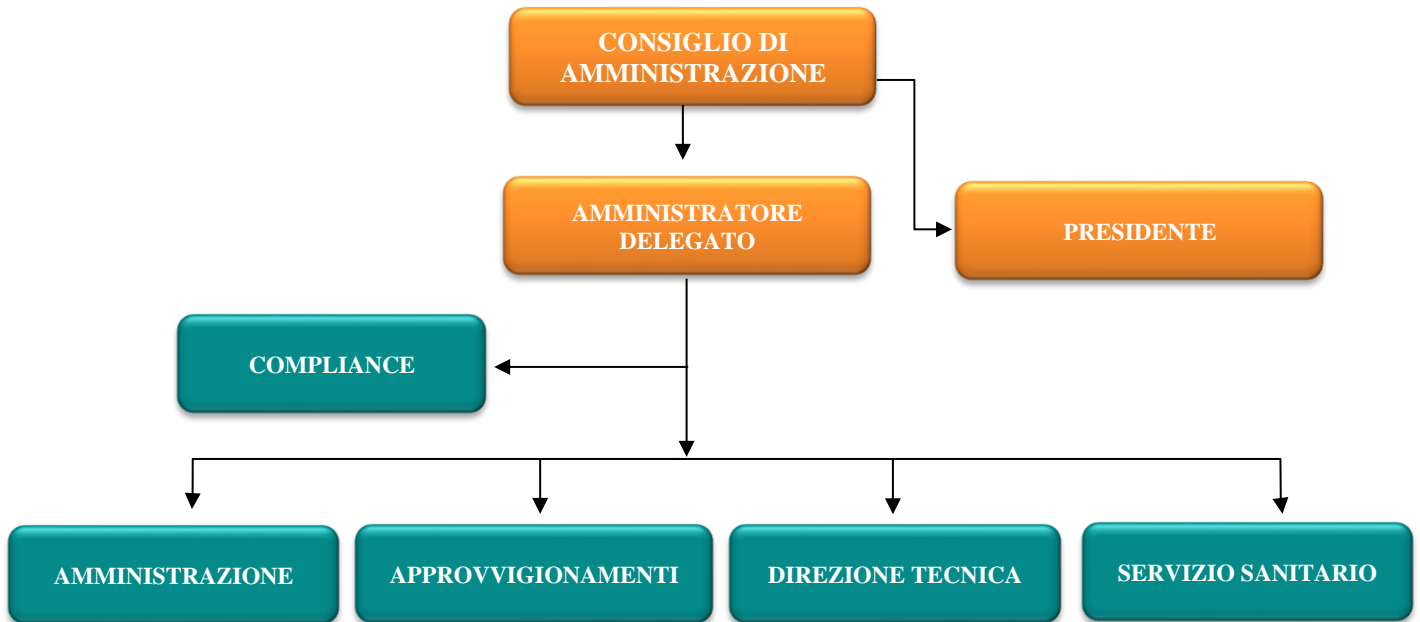 CONSIGLIO DI
AMMINISTRAZIONE
AMMINISTRATORE
DELEGATO
PRESIDENTE
COMPLIANCE
AMMINISTRAZIONE
APPROVVIGIONAMENTI
DIREZIONE TECNICA
SERVIZIO SANITARIO